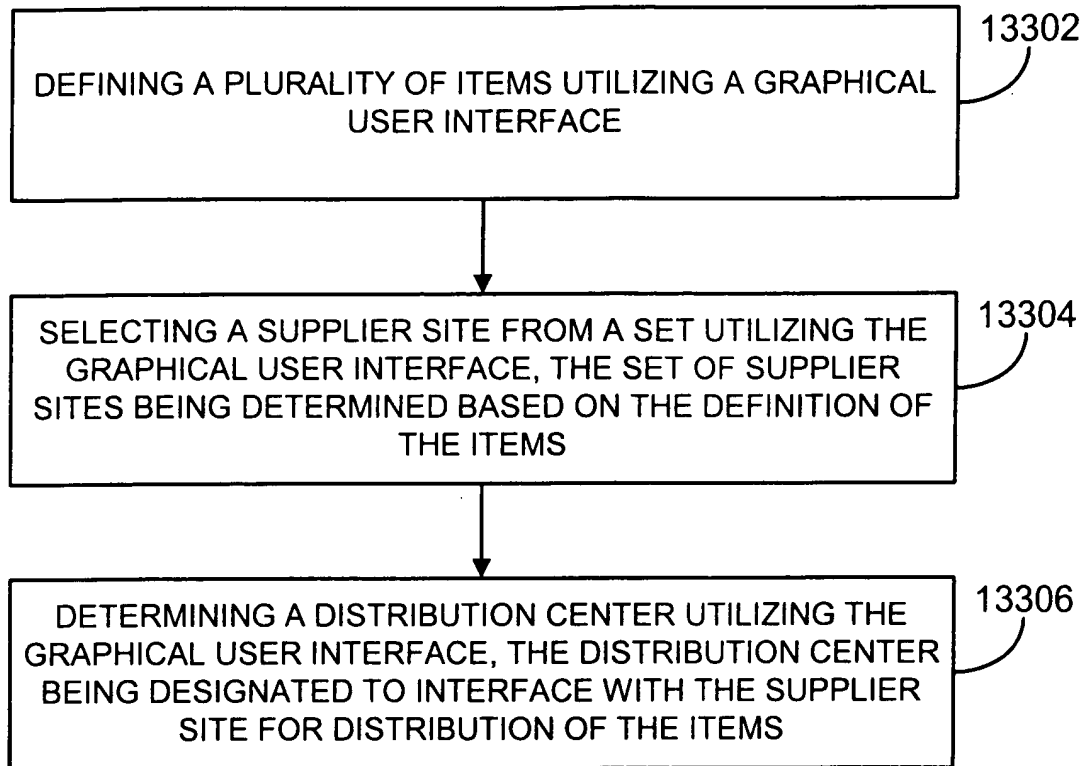 13302
DEFINING A PLURALITY OF ITEMS UTILIZING A GRAPHICAL
USER INTERFACE
13304
SELECTING A SUPPLIER SITE FROM A SET UTILIZING THE
GRAPHICAL USER INTERFACE, THE SET OF SUPPLIER
SITES BEING DETERMINED BASED ON THE DEFINITION OF
THE ITEMS
13306
DETERMINING A DISTRIBUTION CENTER UTILIZING THE
GRAPHICAL USER INTERFACE, THE DISTRIBUTION CENTER
BEING DESIGNATED TO INTERFACE WITH THE SUPPLIER
SITE FOR DISTRIBUTION OF THE ITEMS